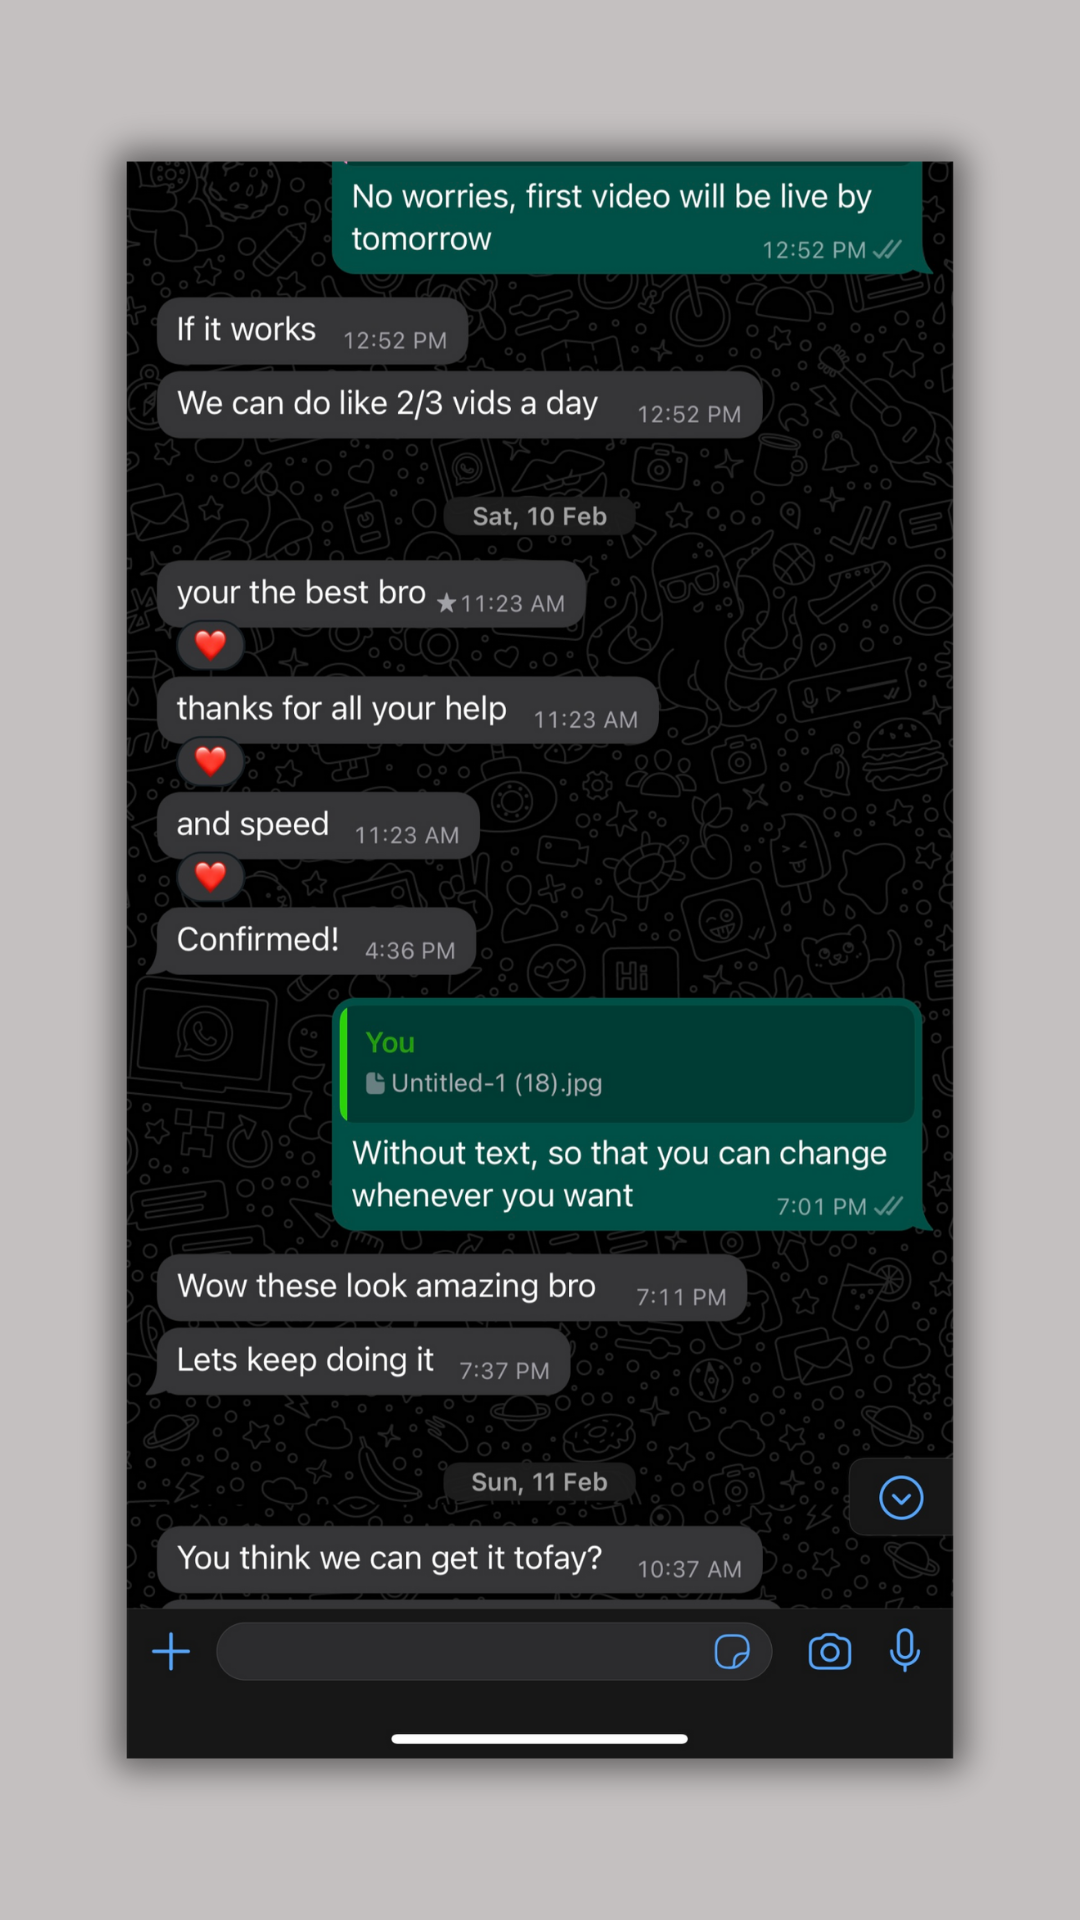 No worries, first video will be live by
tomorrow
12:52 PM
If it works 12:52 PM
We can do like 2/3 vids a day 12:52 PM
Sat, 10 Feb
your the best bro 11:23 AM
thanks for all your help 11:23 AM
and speed 11:23 AM
Confirmed! 4:36 PM
You
Untitled-1 (18).jpg
Without text, so that you can change
whenever you want 7:01 PM
Wow these look amazing bro 7:11 PM
Lets keep doing it 7:37 PM
Sun, 11 Feb
You think we can get it tofay? 10:37 AM
Hi